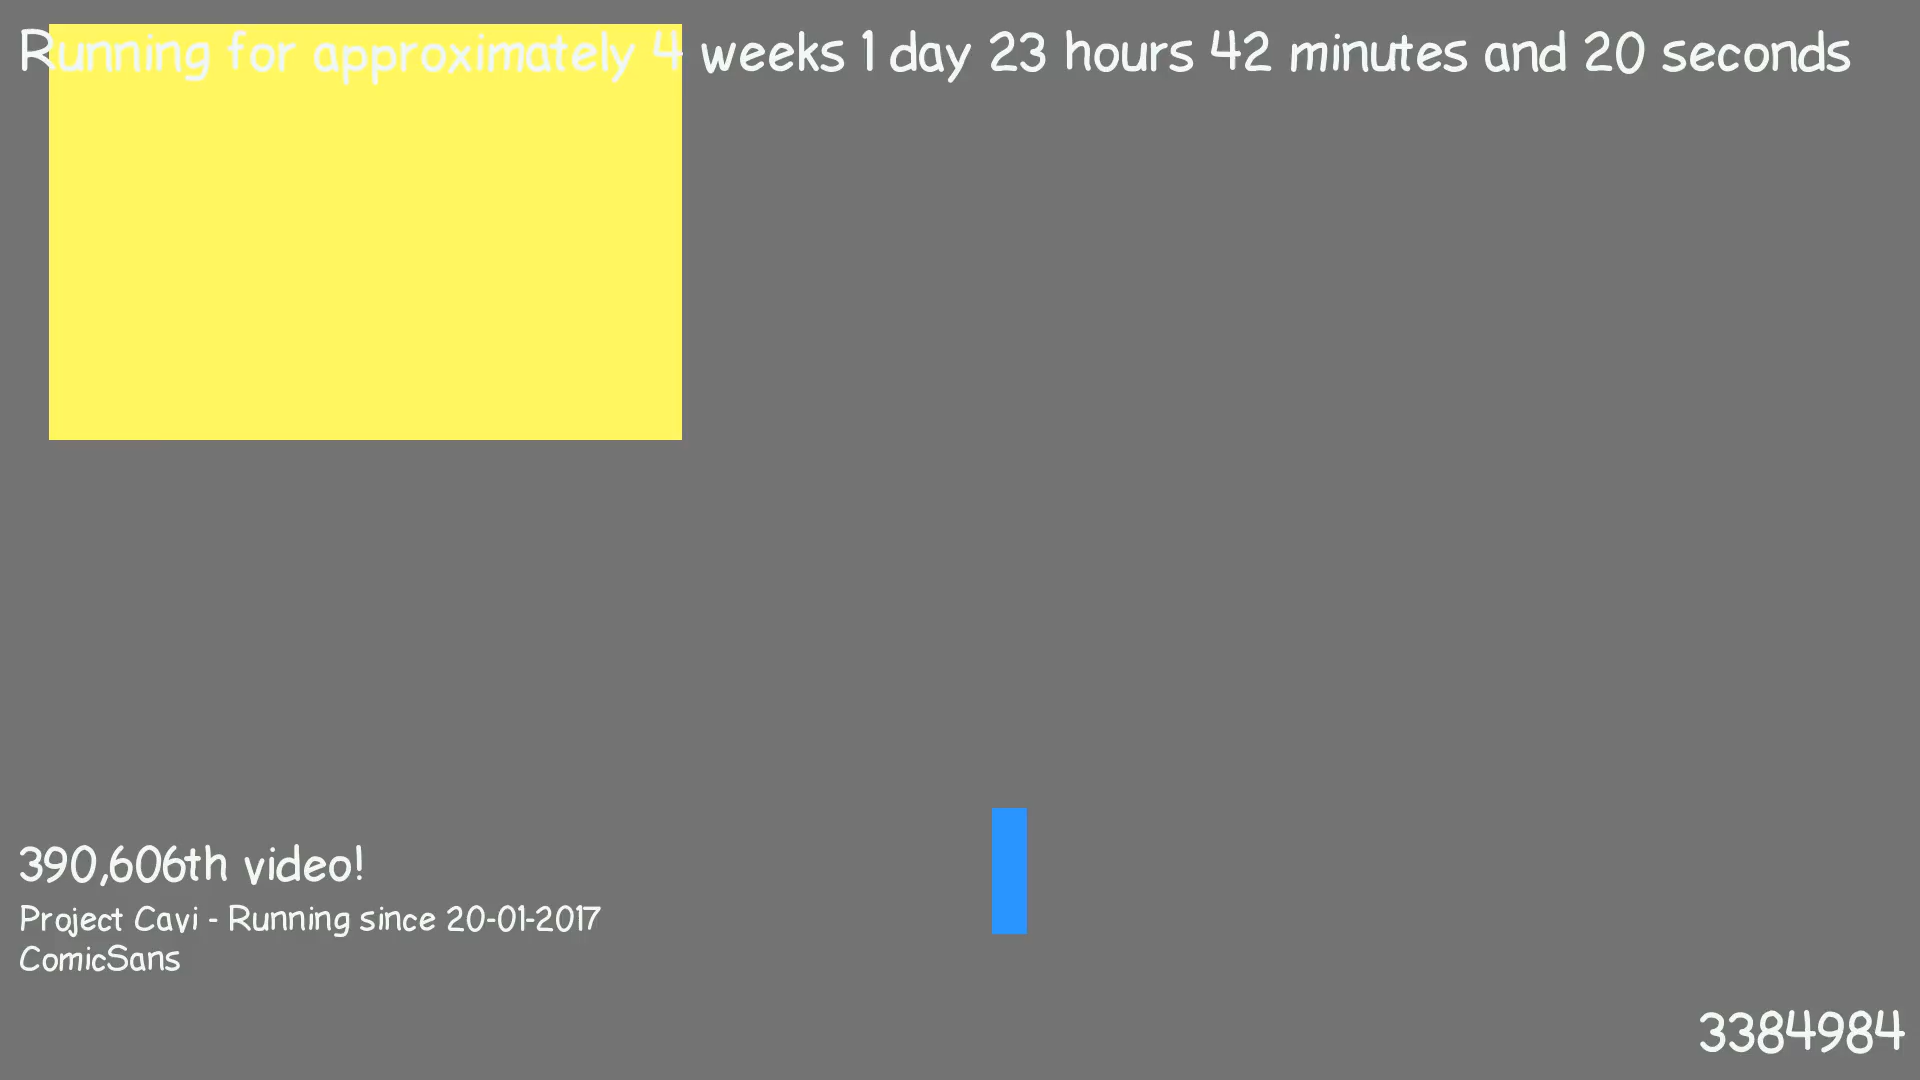 Running for approximately 4 weeks 1 day 23 hours 42 minutes and 20 seconds
390,606th video!
Project Cavi - Running since 20-01-2017
ComicSans
3384984